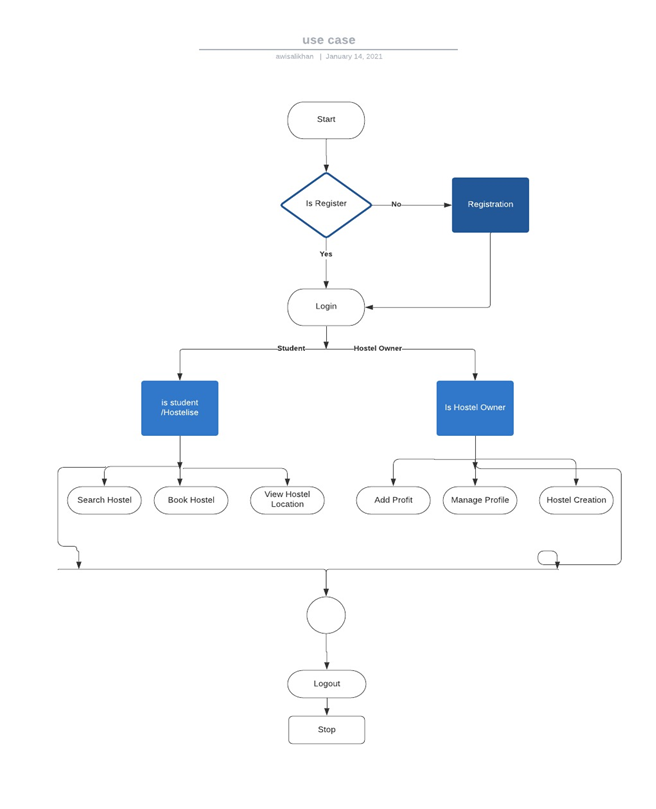 use case
awisalikhan | January 14, 2021
Start
Is Register
No
Registration
Yes
Login
Student
Hostel Owner
is student
/Hostelise
Is Hostel Owner
Search Hostel
Book Hostel
View Hostel
Location
Add Profit
Manage Profile
Hostel Creation
Logout
Stop